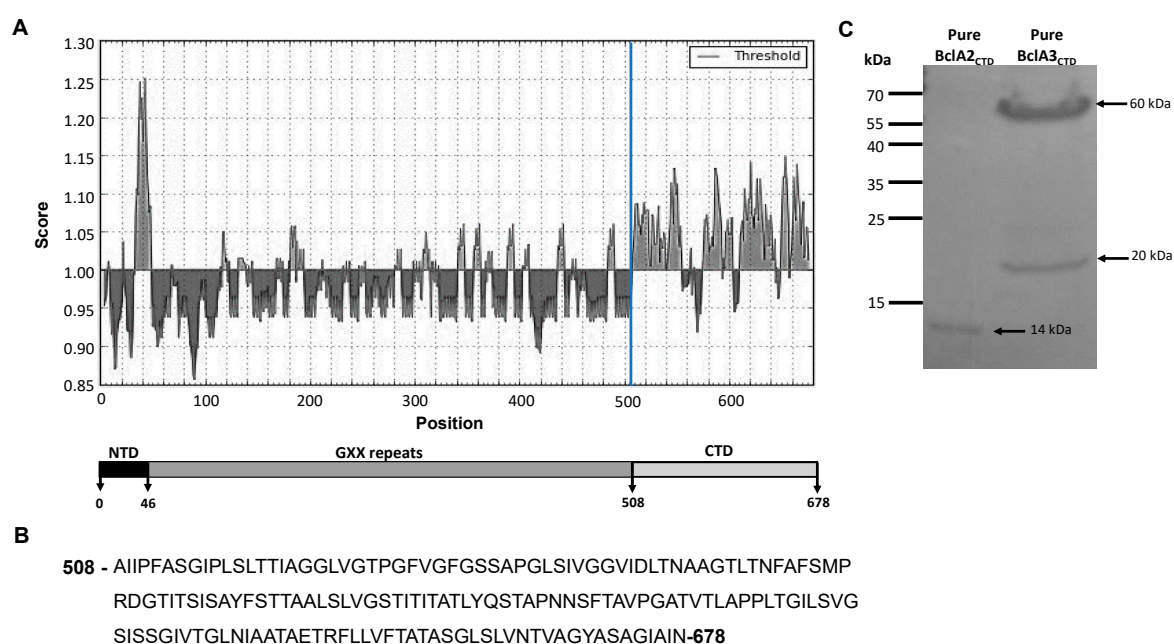 A
C
1.30
1.25
1.20
1.15
1.10
1.05
1.00
0.95
0.90
0.85
Score
Threshold
0 100 200 300 400 500 600
Position
NTD GXX repeats CTD
0 46 508 678
Pure Pure
BclA2CTD BclA3CTD
kDa
70
55
40
35
25
15
60 kDa
20 kDa
14 kDa
B
508 - AIIPFASGIPLSLTTIAGGLVGTPGFVGFGSSAPGLSIVGGVIDLTNAAGTLTNFAFSMP
RDGTITSISAYFSTTAALSLVGSTITITATLYQSTAPNNSFTAVPGATVTLAPPLTGILSVG
SISSGIVTGLNIAATAETRFLLVFTATASGLSLVNTVAGYASAGIAIN-678